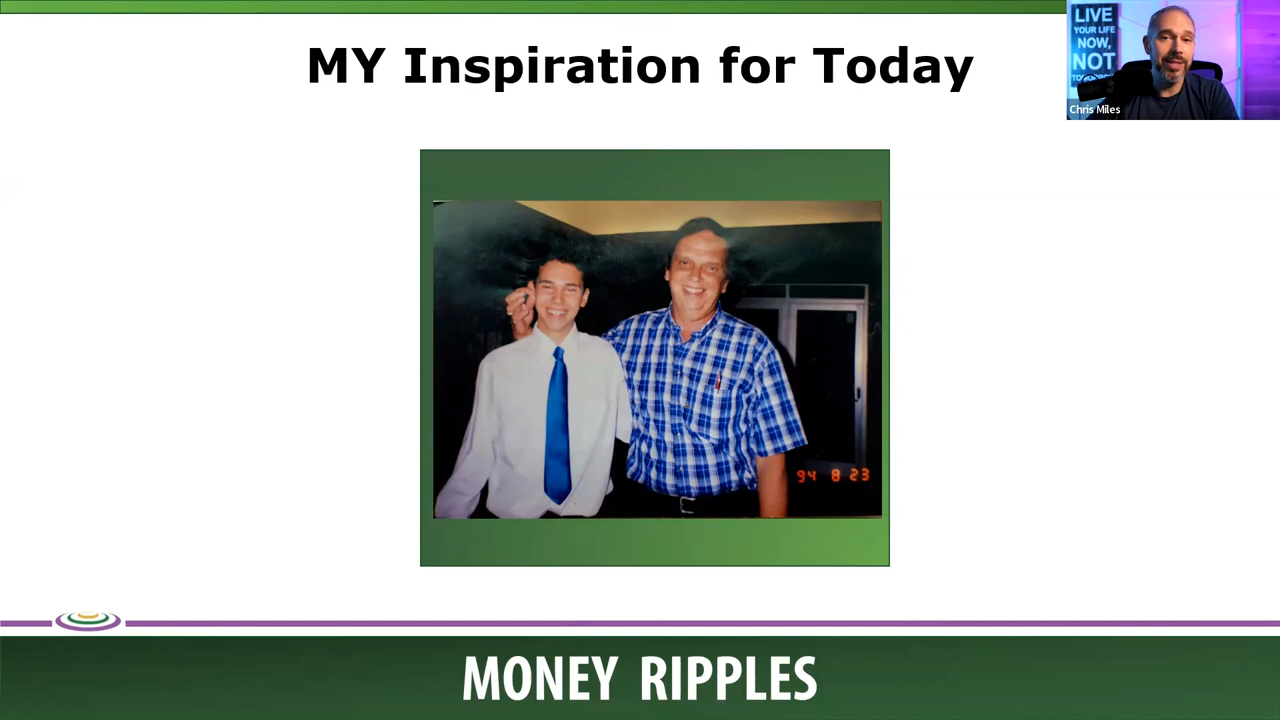 MY Inspiration for Today
LIVE
YOUR LIFE
NOW,
NOT
Chris Miles
94 8 23
MONEY RIPPLES